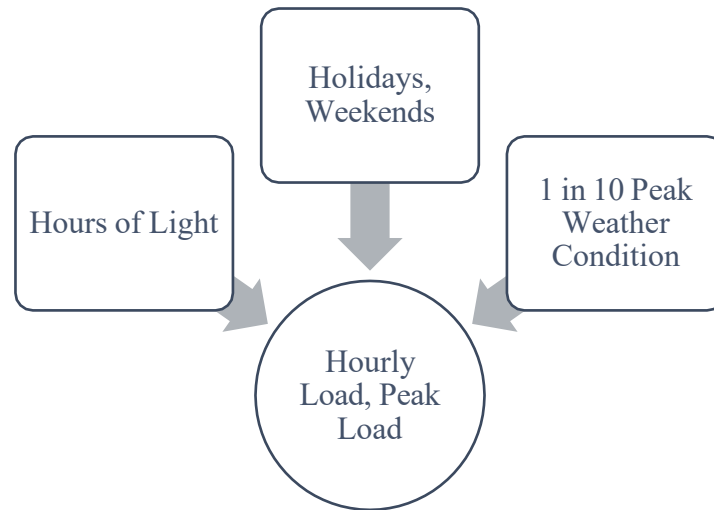 Holidays,
Weekends
Hours of Light
1 in 10 Peak
Weather
Condition
Hourly
Load, Peak
Load